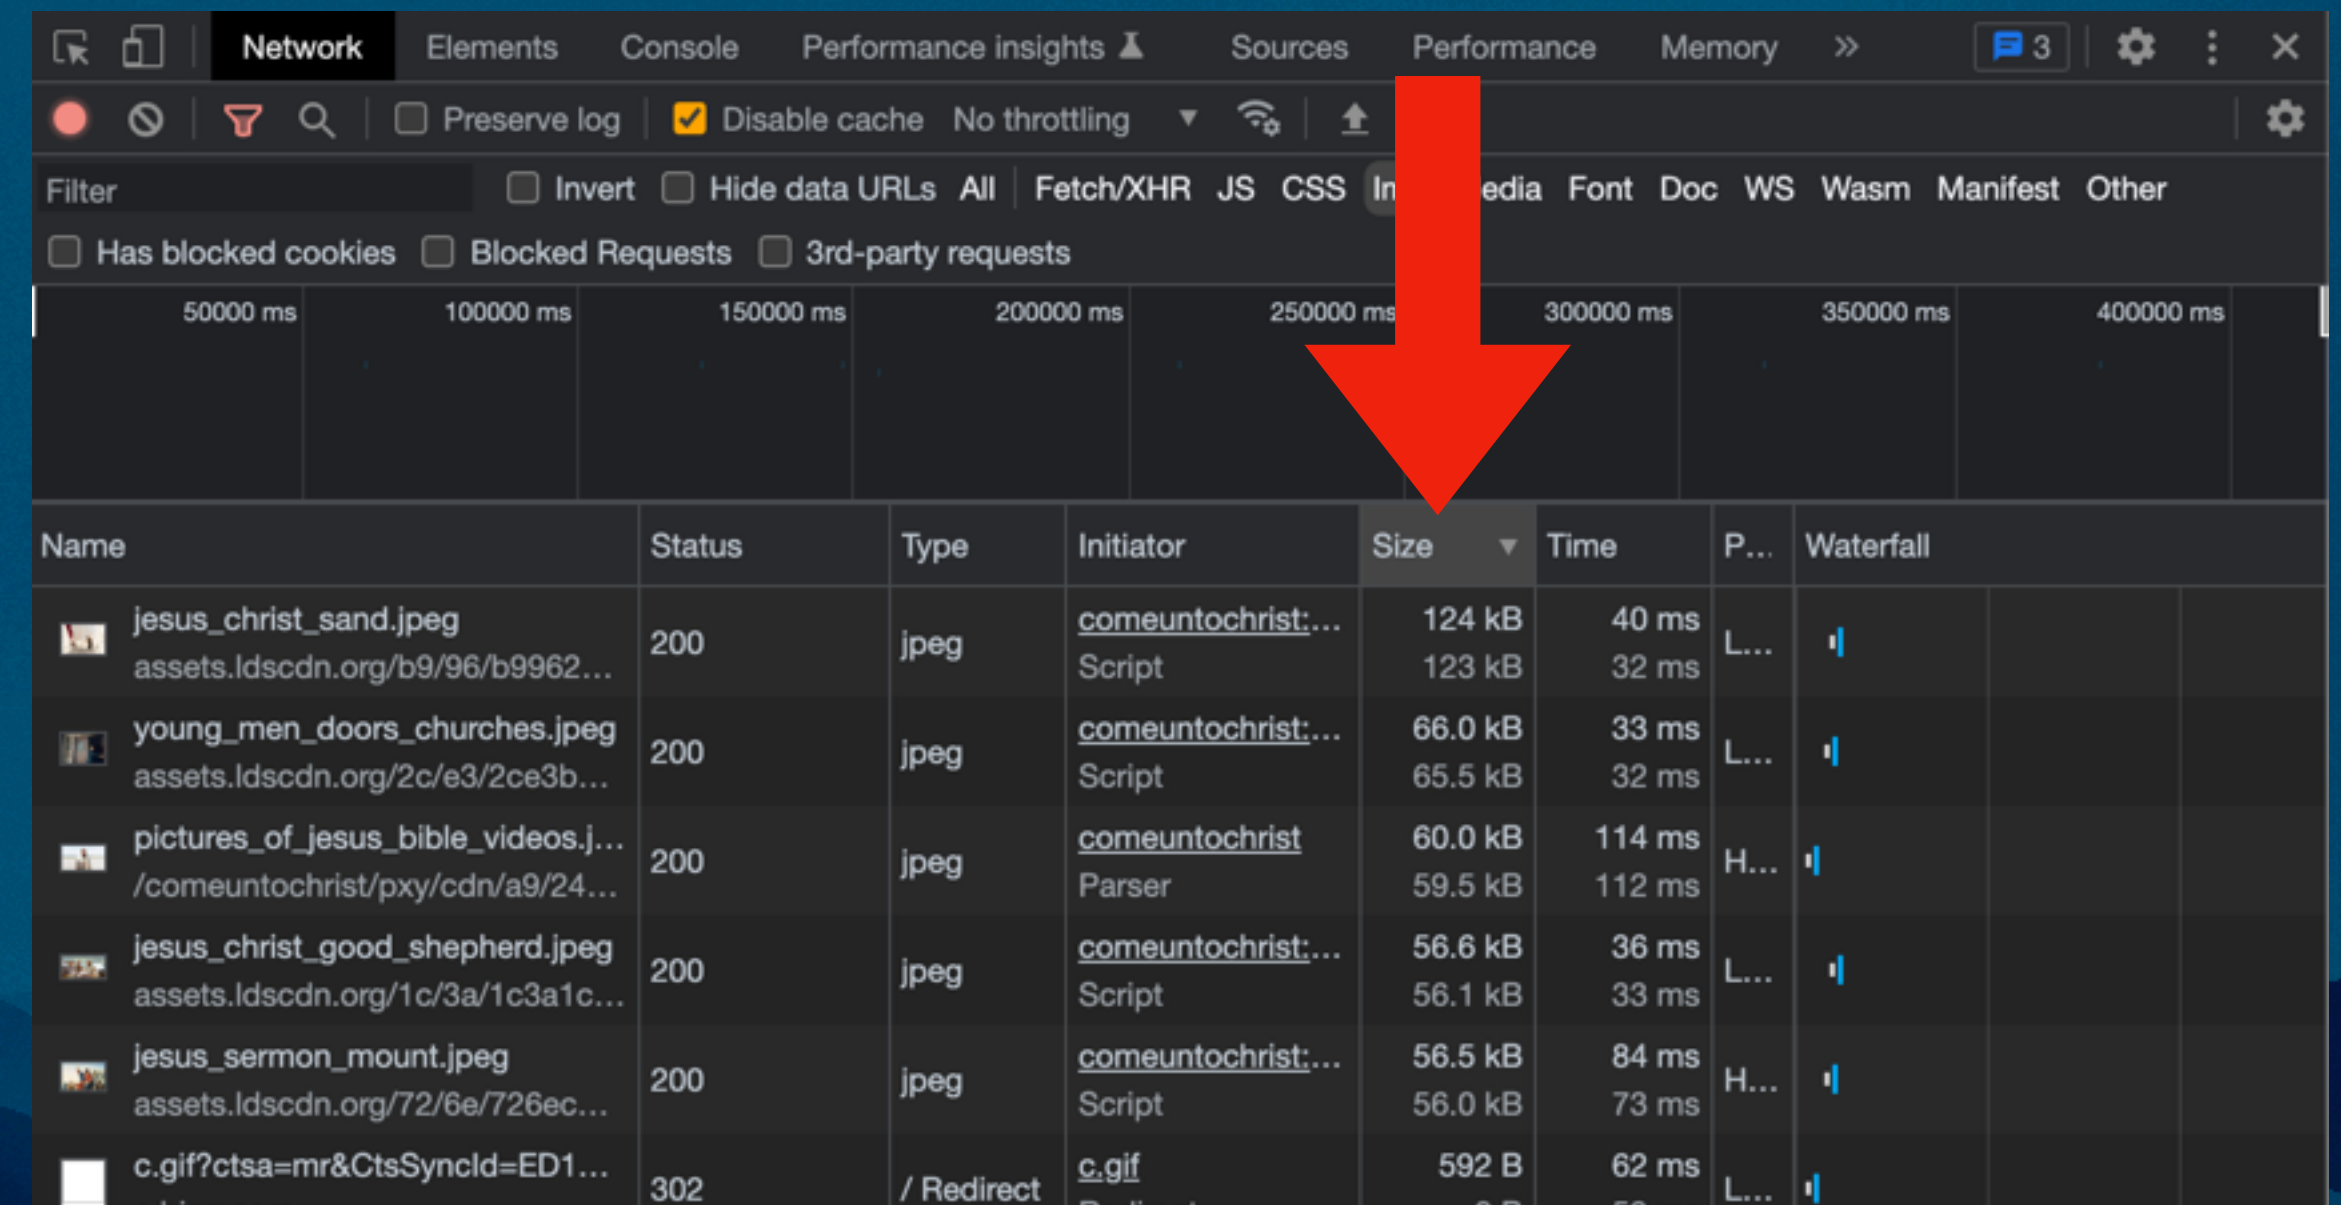 Network Elements Console Performance insights Sources Performance Memory 3
Preserve log Disable cache No throttling
Filter Invert Hide data URLs All Fetch/XHR JS CSS Font Doc WS Wasm Manifest Other
Has blocked cookies Blocked Requests 3rd-party requests
50000 ms 100000 ms 150000 ms 200000 ms 250000 ms 300000 ms 350000 ms 400000 ms
Name Status Type Initiator Size Time P... Waterfall
jesus_christ_sand.jpeg 200 jpeg comeuntochrist:... 124 kB 40 ms L...
assets.ldscdn.org/b9/96/b9962... Script 123 kB 32 ms
young_men_doors_churches.jpeg 200 jpeg comeuntochrist:... 66.0 kB 33 ms L...
assets.ldscdn.org/2c/e3/2ce3b... Script 65.5 kB 32 ms
pictures_of_jesus_bible_videos.j... 200 jpeg comeuntochrist 60.0 kB 114 ms H...
/comeuntochrist/pxy/cdn/a9/24... Parser 59.5 kB 112 ms
jesus_christ_good_shepherd.jpeg 200 jpeg comeuntochrist:... 56.6 kB 36 ms L...
assets.ldscdn.org/1c/3a/1c3a1c... Script 56.1 kB 33 ms
jesus_sermon_mount.jpeg 200 jpeg comeuntochrist:... 56.5 kB 84 ms H...
assets.ldscdn.org/72/6e/726ec... Script 56.0 kB 73 ms
c.gif?ctsa=mr&CtsSyncId=ED1... 302 / Redirect c.gif 592 B 62 ms L...